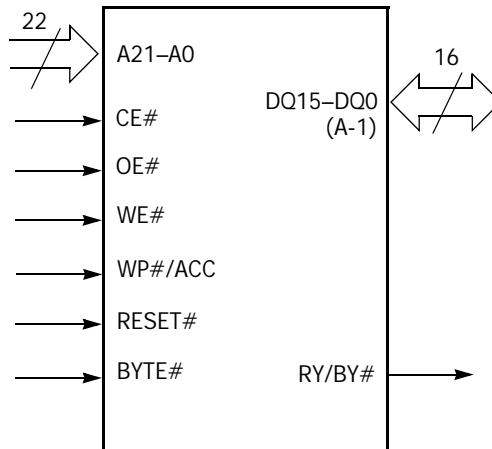 22
A21–A0
16
DQ15–DQ0
(A-1)
CE#
OE#
WE#
WP#/ACC
RESET#
BYTE#
RY/BY#